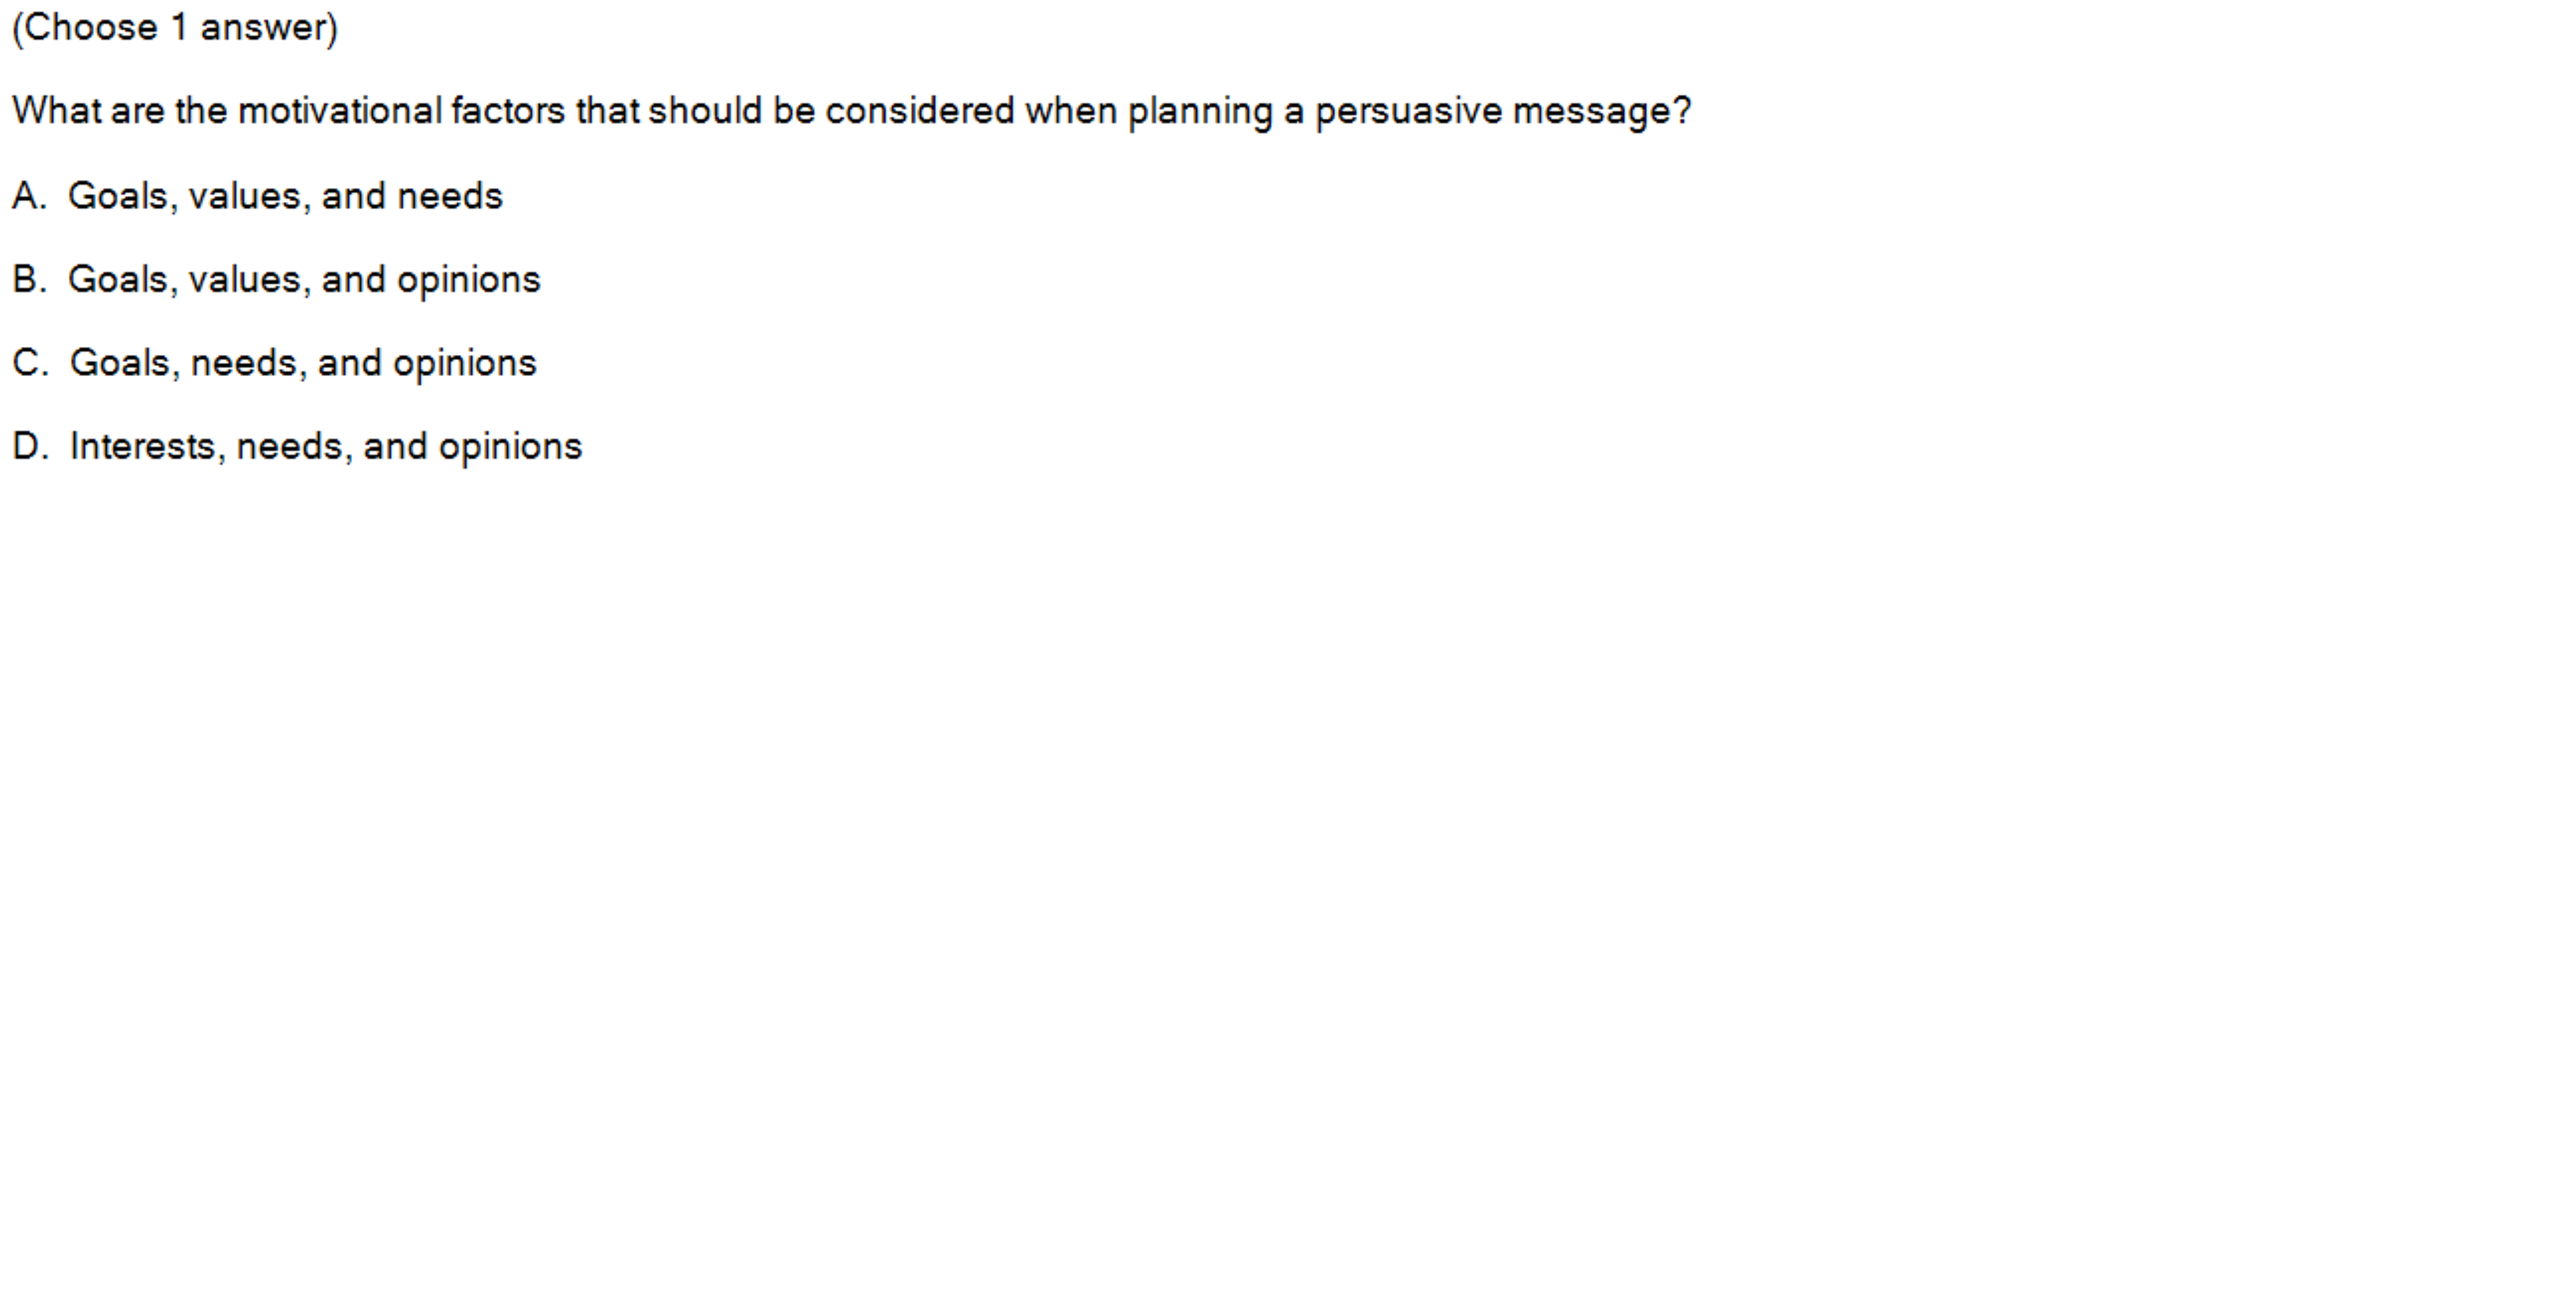 (Choose 1 answer)
What are the motivational factors that should be considered when planning a persuasive message?
A. Goals, values, and needs
B. Goals, values, and opinions
C. Goals, needs, and opinions
D. Interests, needs, and opinions